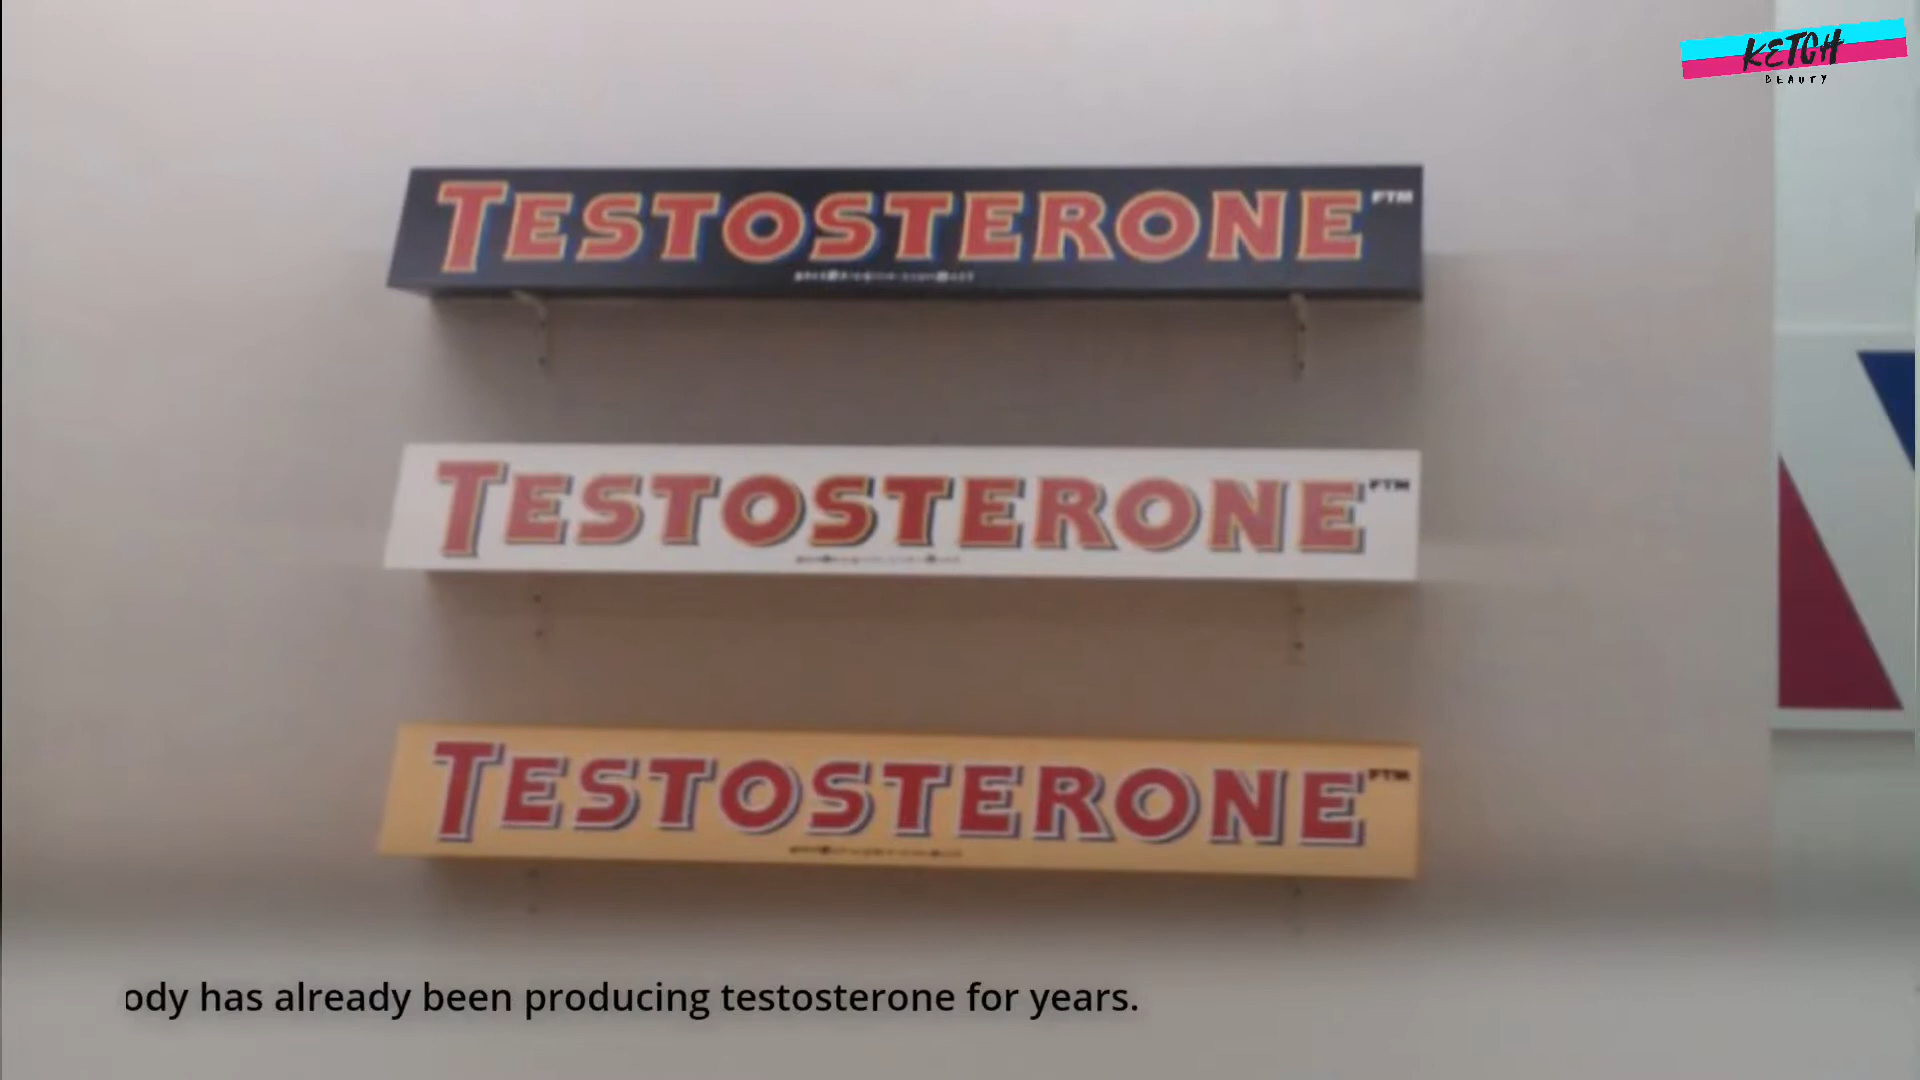 KETCH
BEAUTY
TESTOSTERONE FTM
TESTOSTERONE FTM
TESTOSTERONE FTM
ody has already been producing testosterone for years.